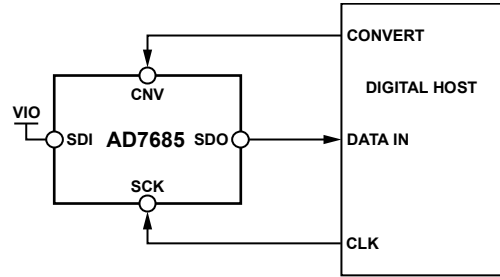 CONVERT
DIGITAL HOST
CNV
VIO
SDI AD7685 SDO
DATA IN
SCK
CLK